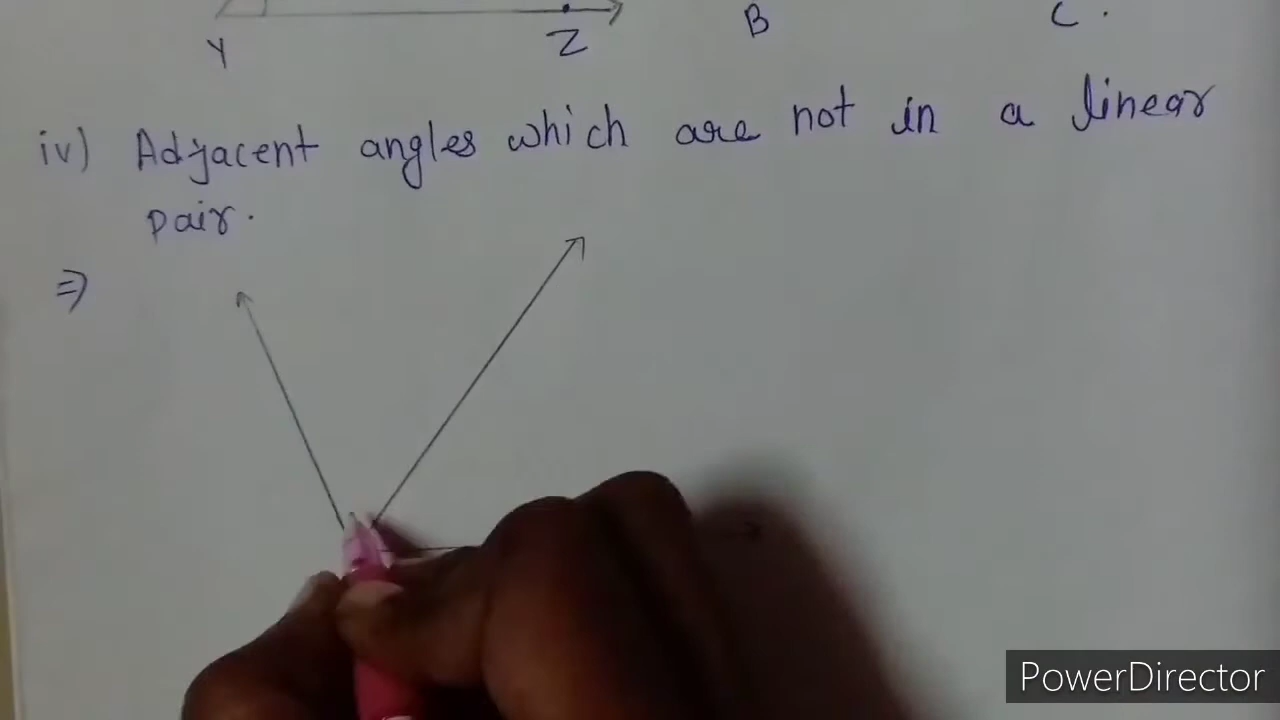 Y Z B C.
iv) Adjacent angles which are not in a linear
pair.
⇒
PowerDirector